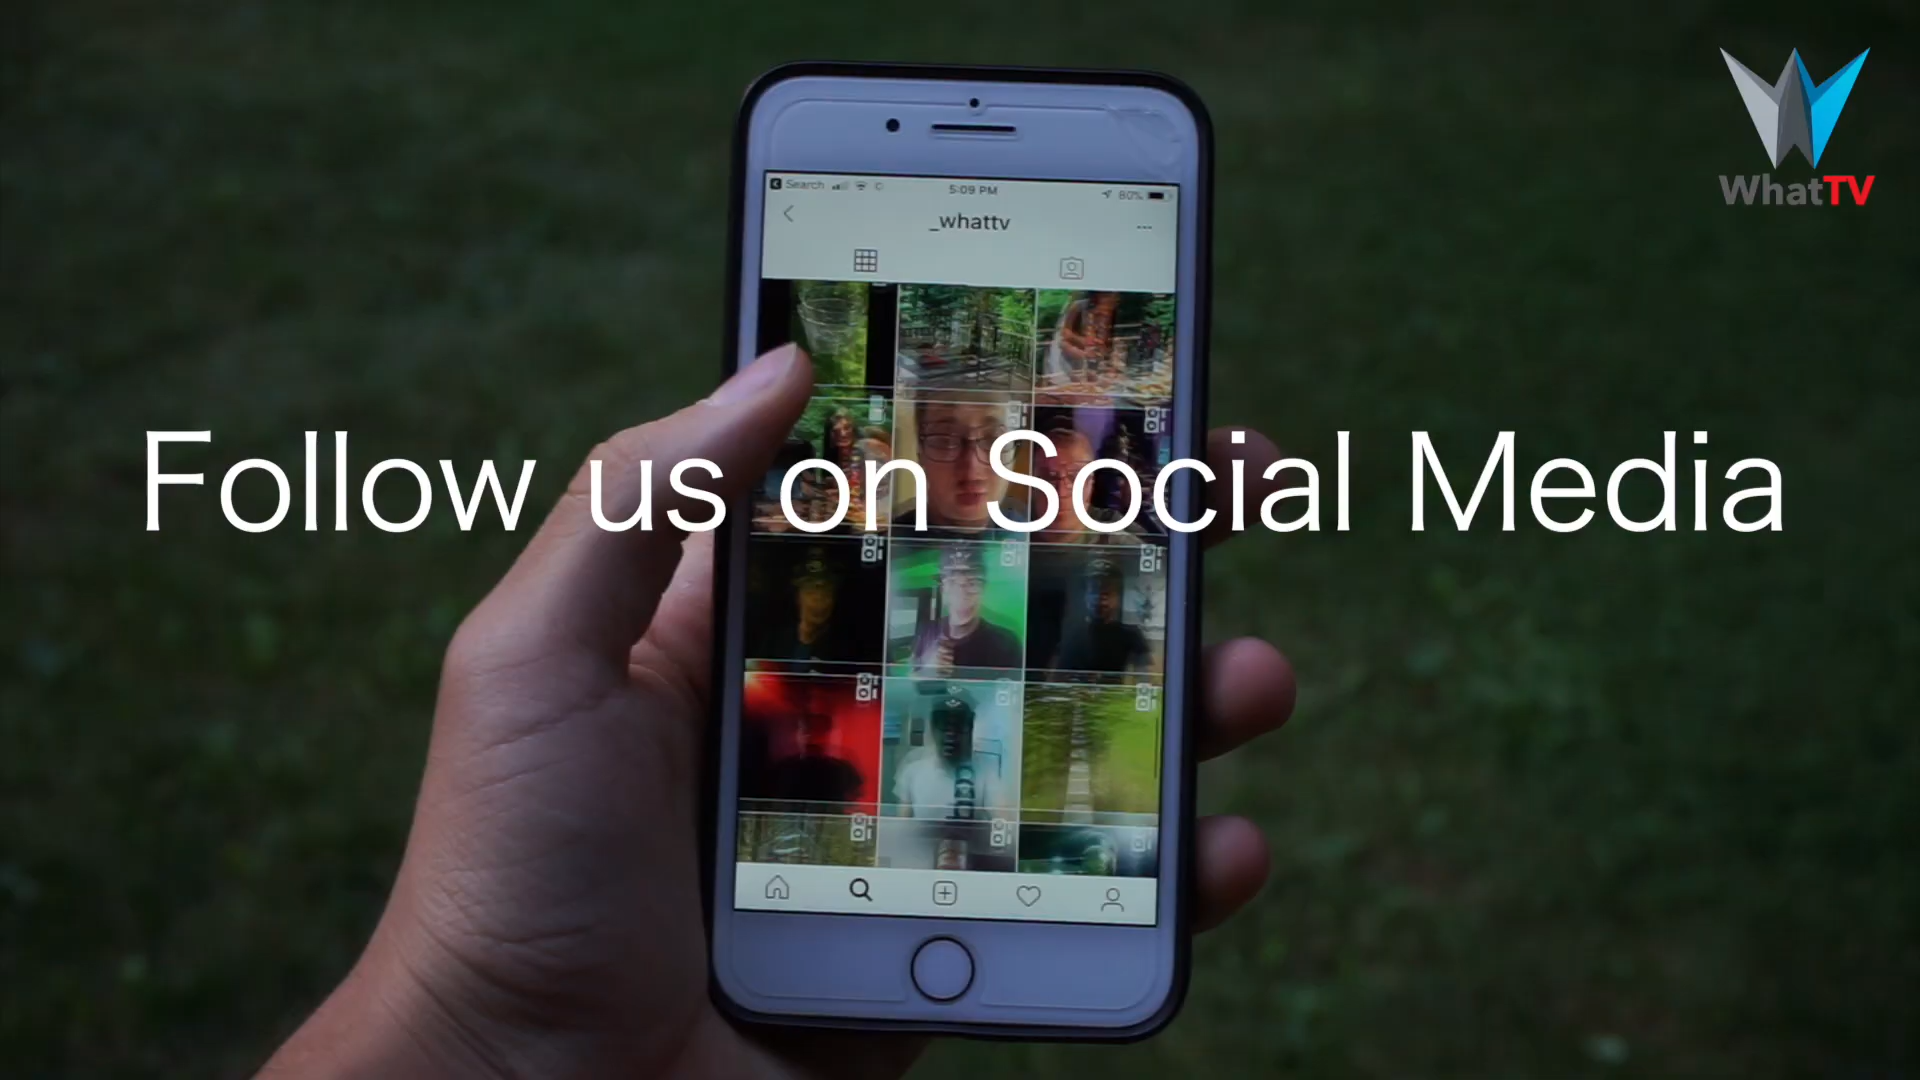 WhatTV
Search
5:09 PM
80%
_whattv
Follow us on Social Media